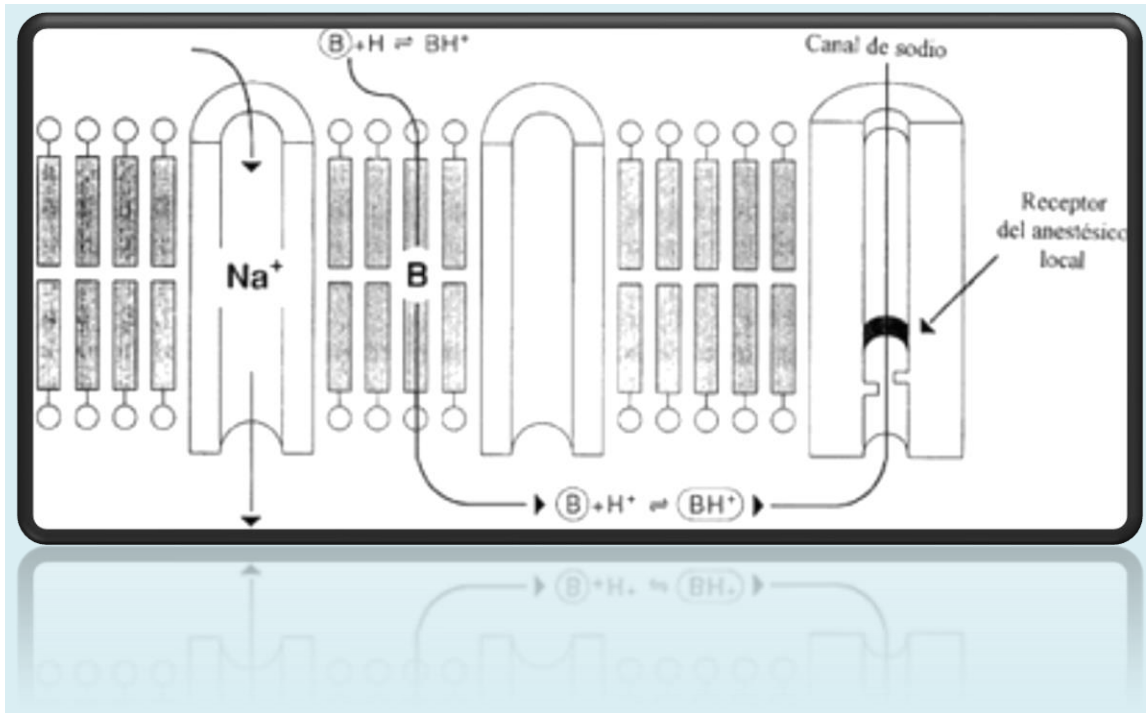 B+H ⇌ BH⁺
Canal de sodio
Receptor
del anestésico
local
Na⁺
B
B+H⁺ ⇌ BH⁺